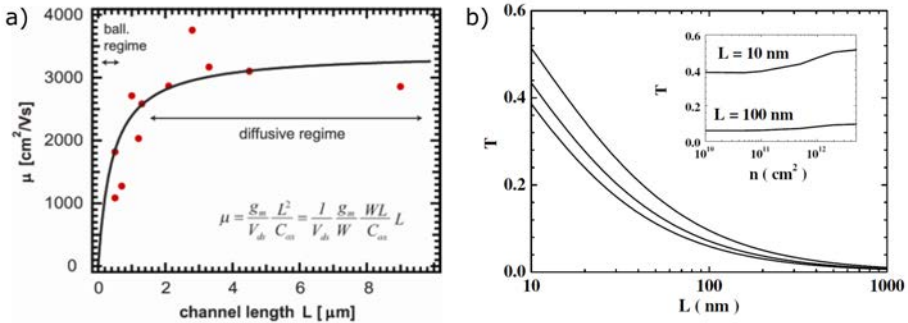 a)
ball.
regime
diffusive regime
μ = g_m/V_ds L²/C_ox = 1/V_ds g_m/W WL/C_ox L
μ [cm²/Vs]
4000
3000
2000
1000
0
0 2 4 6 8
channel length L [μm]
b)
T
0.6
0.4
0.2
0.0
10 100 1000
L (nm)
T
0.6
0.4
0.2
0.0
L = 10 nm
L = 100 nm
10¹⁰ 10¹¹ 10¹²
n ( cm²)